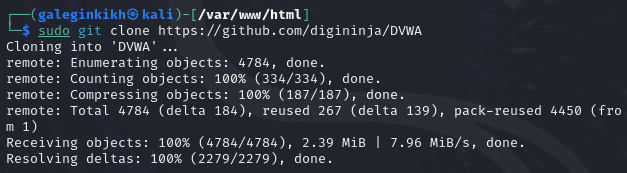 ┌──(galeginkikh㉿kali)-[/var/www/html]
└─$ sudo git clone https://github.com/digininja/DVWA
Cloning into 'DVWA'...
remote: Enumerating objects: 4784, done.
remote: Counting objects: 100% (334/334), done.
remote: Compressing objects: 100% (187/187), done.
remote: Total 4784 (delta 184), reused 267 (delta 139), pack-reused 4450 (fro
m 1)
Receiving objects: 100% (4784/4784), 2.39 MiB | 7.96 MiB/s, done.
Resolving deltas: 100% (2279/2279), done.